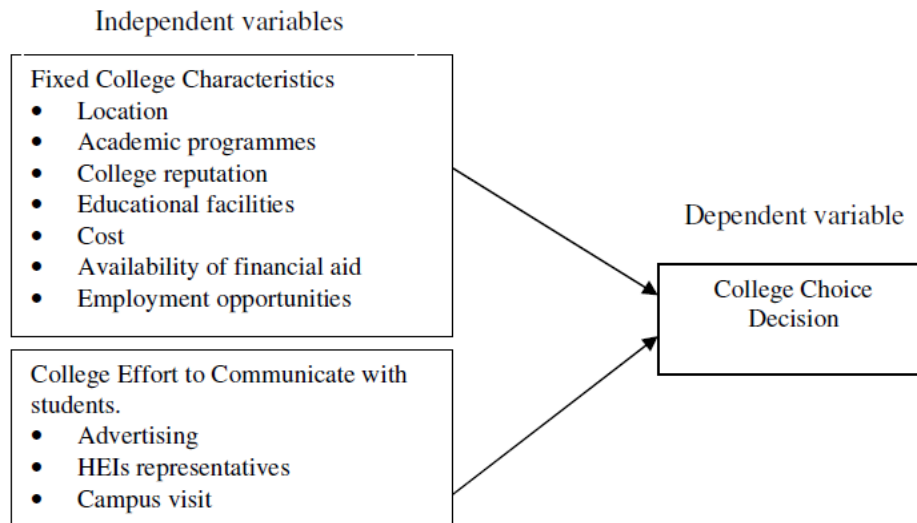 Independent variables
Fixed College Characteristics
• Location
• Academic programmes
• College reputation
• Educational facilities
• Cost
• Availability of financial aid
• Employment opportunities
College Effort to Communicate with
students.
• Advertising
• HEIs representatives
• Campus visit
Dependent variable
College Choice
Decision